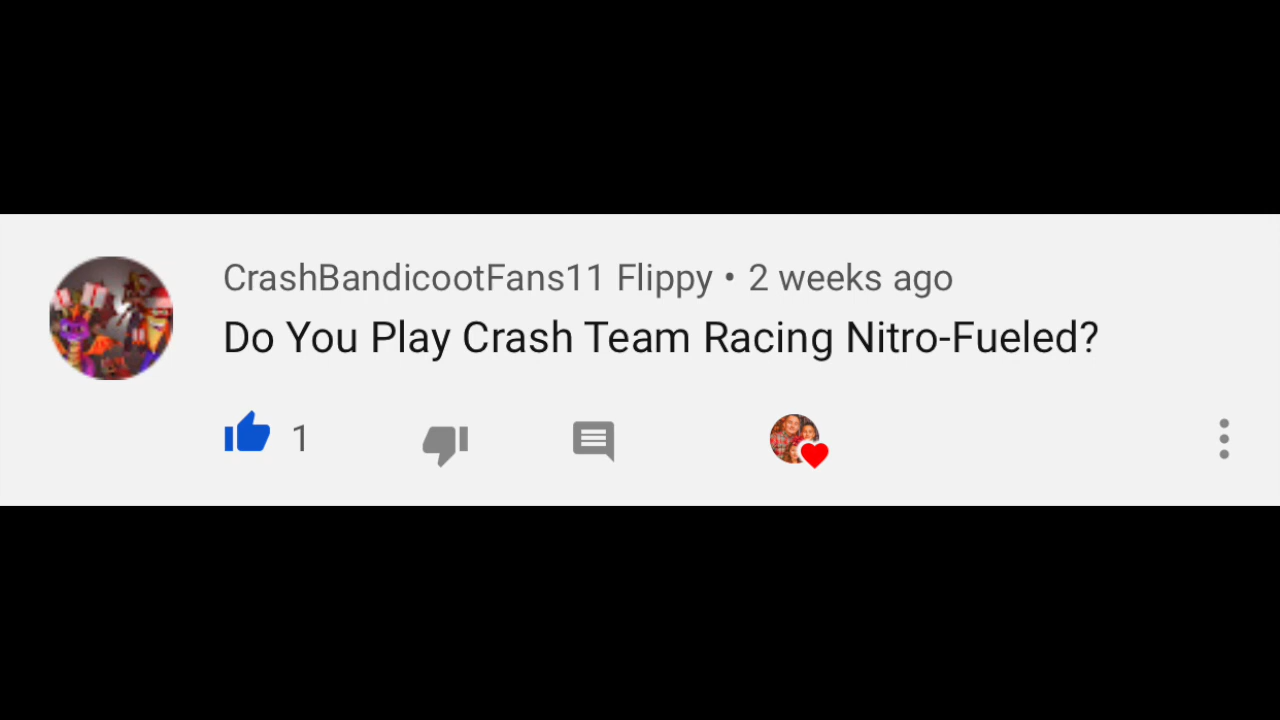 CrashBandicootFans11 Flippy • 2 weeks ago
Do You Play Crash Team Racing Nitro-Fueled?
1